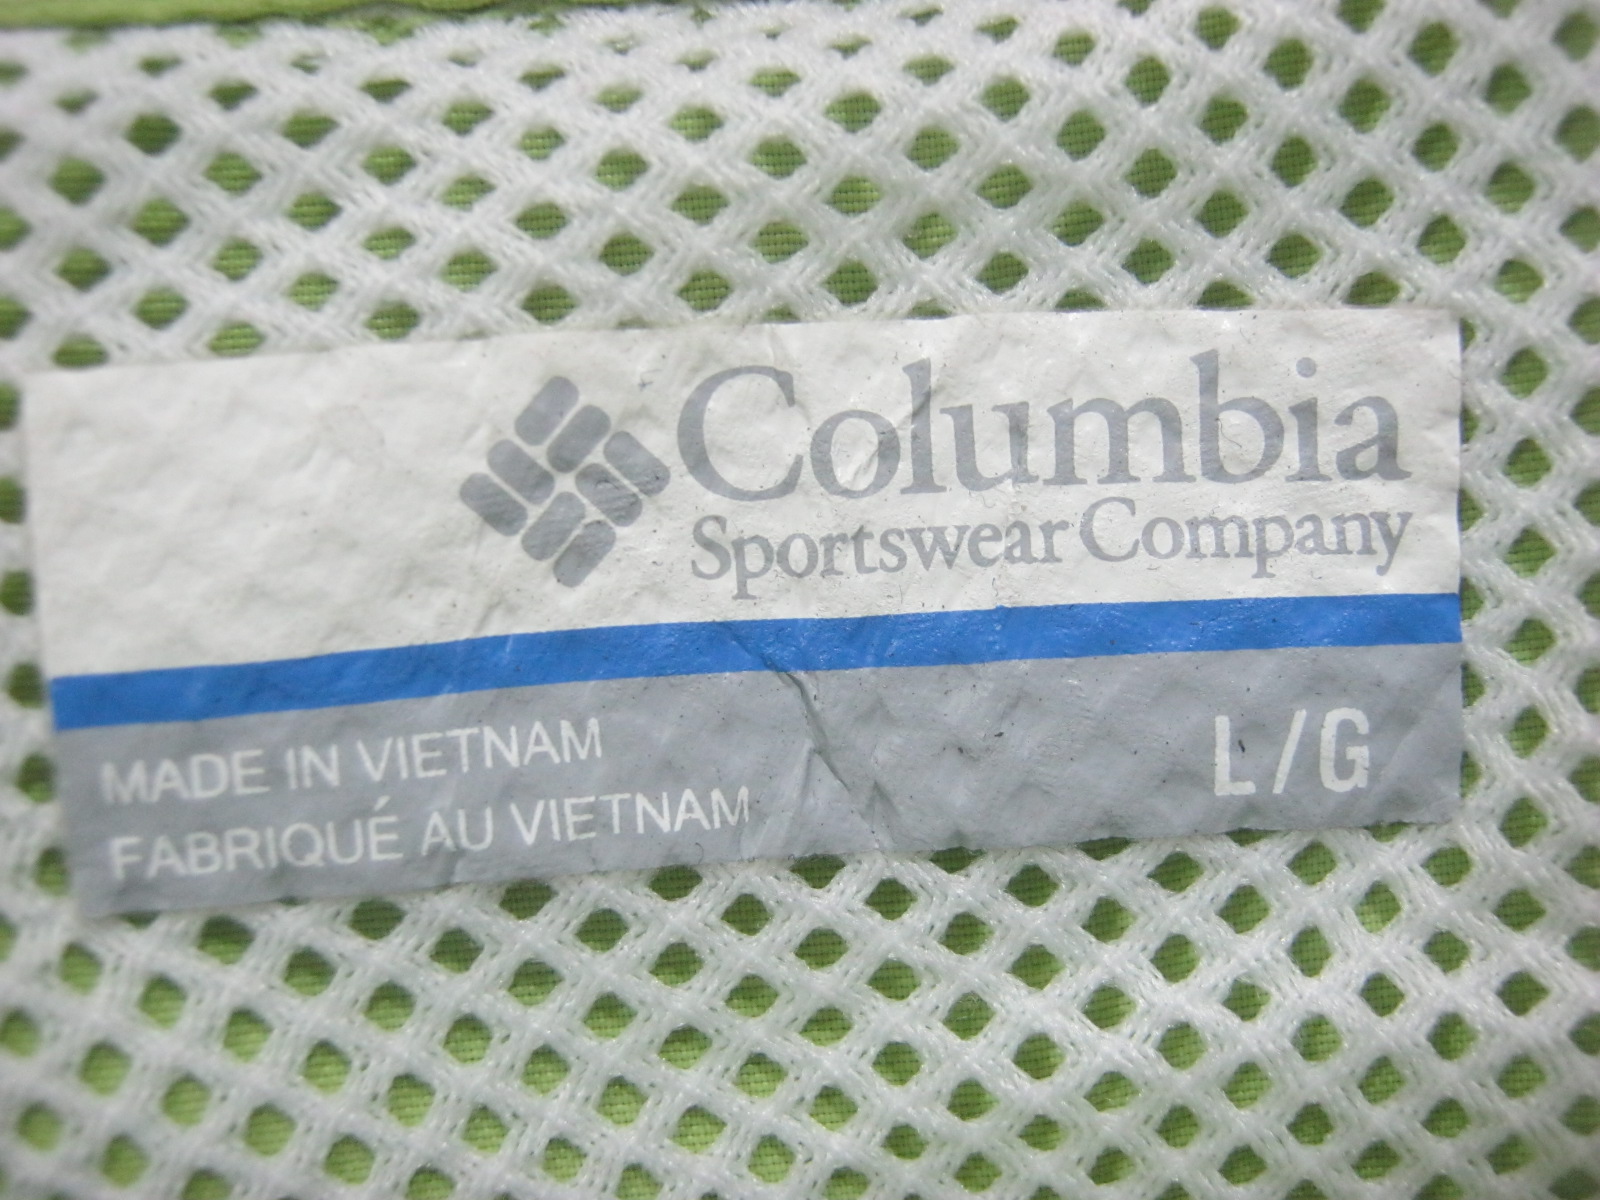 Columbia
Sportswear Company
MADE IN VIETNAM
FABRIQUÉ AU VIETNAM
L/G